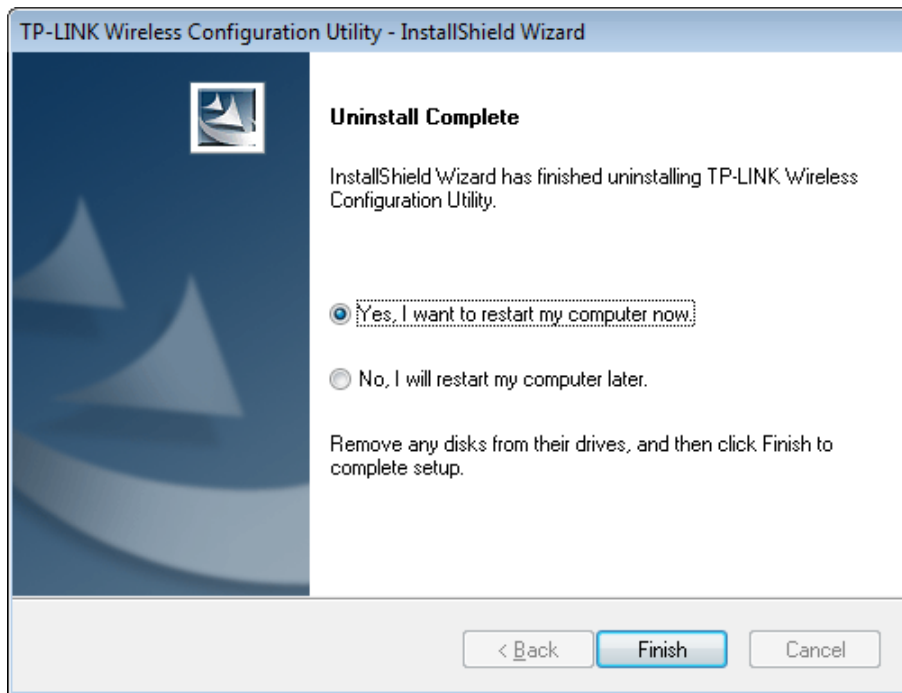 TP-LINK Wireless Configuration Utility - InstallShield Wizard
Uninstall Complete
InstallShield Wizard has finished uninstalling TP-LINK Wireless
Configuration Utility.
Yes, I want to restart my computer now.
No, I will restart my computer later.
Remove any disks from their drives, and then click Finish to
complete setup.
< Back
Finish
Cancel